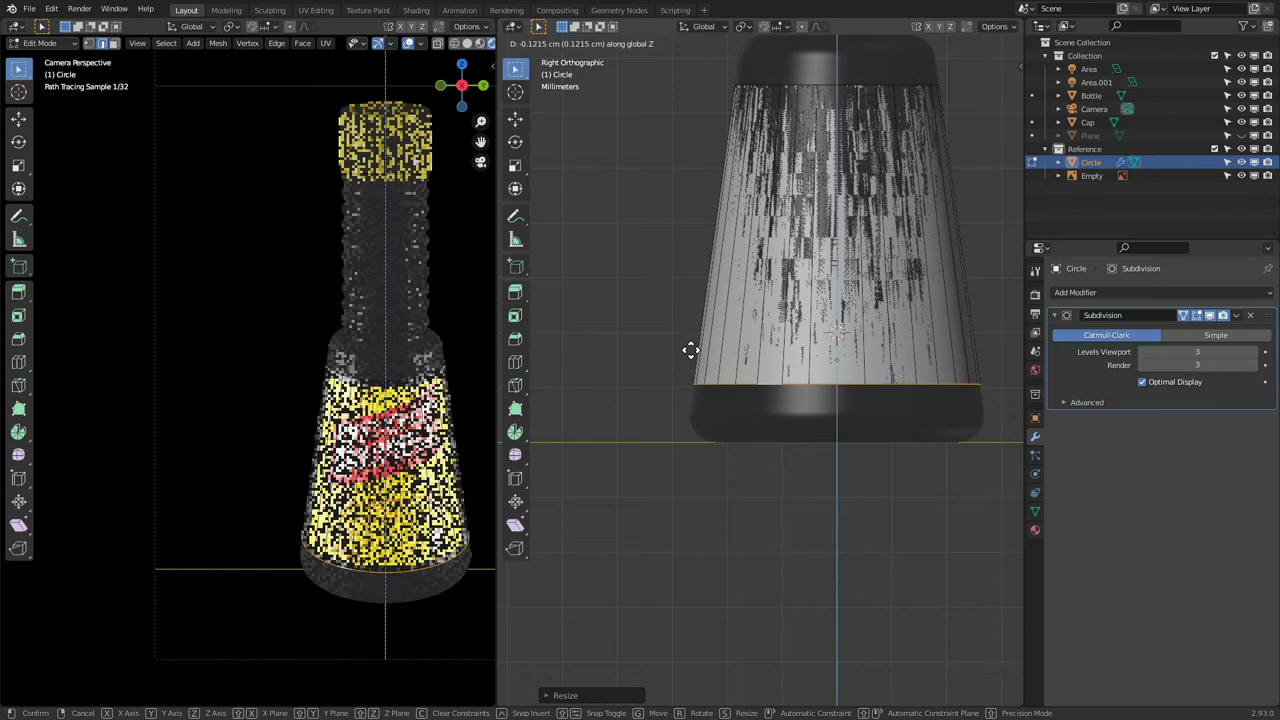 File Edit Render Window Help Layout Modeling Sculpting UV Editing Texture Paint Shading Animation Rendering Compositing Geometry Nodes Scripting Scene View Layer
Global X Y Z Options Global X Y Z Options
Edit Mode View Select Add Mesh Vertex Edge Face UV D: -0.1215 cm (0.1215 cm) along global Z
Camera Perspective
(1) Circle
Path Tracing Sample 1/32
Z
Y
X
Right Orthographic
(1) Circle
Millimeters
Scene Collection
Collection
Area
Area.001
Bottle
Camera
Cap
Plane
Reference
Circle
Empty
Circle Subdivision
Add Modifier
Subdivision
Catmull-Clark Simple
Levels Viewport 3
Render 3
Optimal Display
Advanced
Resize
Confirm Cancel X X Axis Y Y Axis Z Z Axis X X Plane Y Y Plane Z Z Plane C Clear Constraints Snap Invert Snap Toggle G Move R Rotate S Resize Automatic Constraint Automatic Constraint Plane Precision Mode 2.93.0